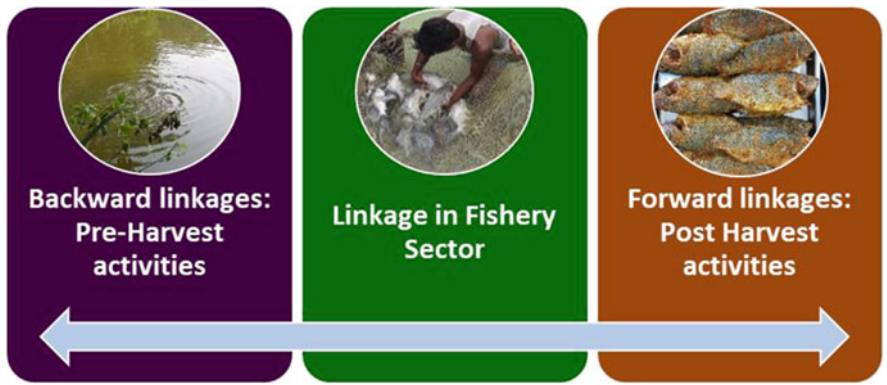 Backward linkages:
Pre-Harvest
activities
Linkage in Fishery
Sector
Forward linkages:
Post Harvest
activities